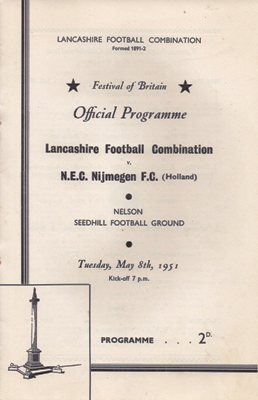 LANCASHIRE FOOTBALL COMBINATION
Formed 1891-2
★ Festival of Britain ★
Official Programme
Lancashire Football Combination
v.
N.E.C. Nijmegen F.C. (Holland)
NELSON
SEEDHILL FOOTBALL GROUND
Tuesday, May 8th, 1951
Kick-off 7 p.m.
PROGRAMME . . . 2D.